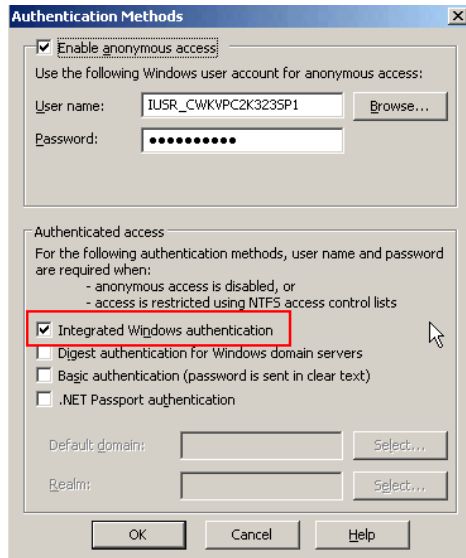 Authentication Methods
Enable anonymous access
Use the following Windows user account for anonymous access:
User name: IUSR_CWKVPC2K323SP1 Browse...
Password: ●●●●●●●●●●
Authenticated access
For the following authentication methods, user name and password
are required when:
- anonymous access is disabled, or
- access is restricted using NTFS access control lists
Integrated Windows authentication
Digest authentication for Windows domain servers
Basic authentication (password is sent in clear text)
.NET Passport authentication
Default domain: Select...
Realm: Select...
OK Cancel Help